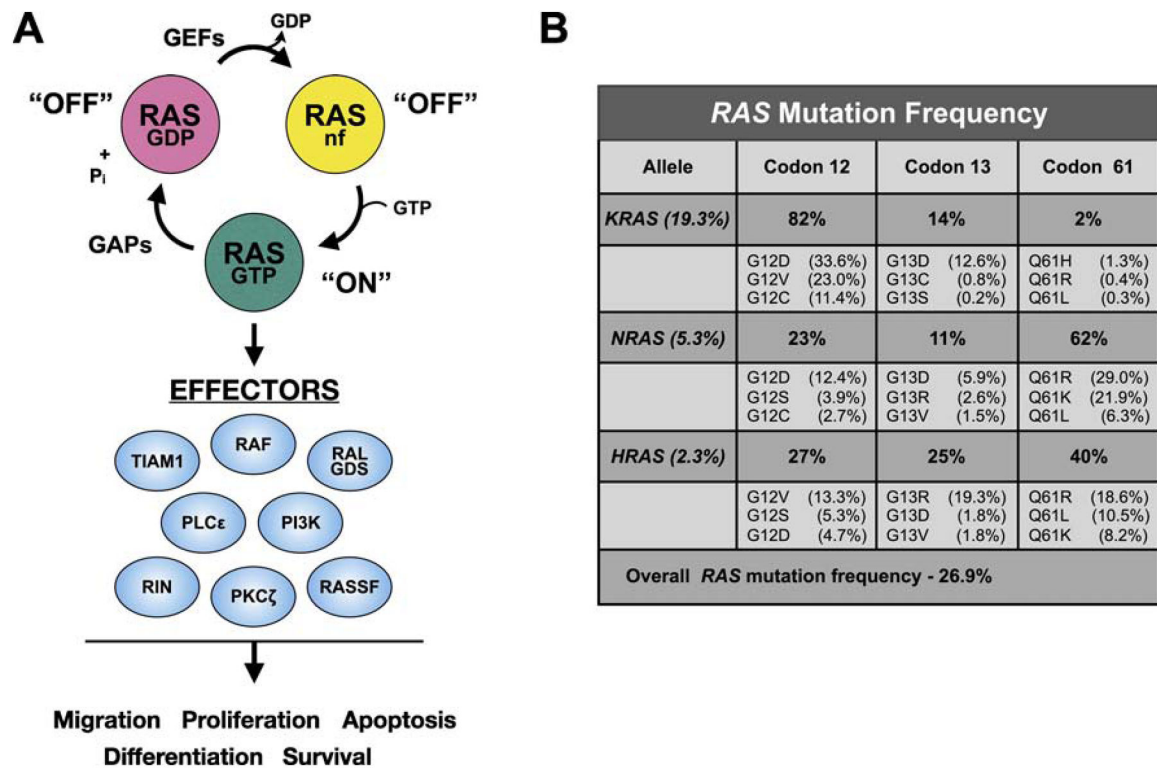 A
GEFs
GDP
"OFF"
RAS
GDP
+
Pi
RAS
nf
"OFF"
GTP
GAPs
RAS
GTP
"ON"
EFFECTORS
TIAM1
RAF
RAL
GDS
PLCε
PI3K
RIN
PKCζ
RASSF
Migration Proliferation Apoptosis
Differentiation Survival
B
RAS Mutation Frequency
Allele Codon 12 Codon 13 Codon 61
KRAS (19.3%) 82% 14% 2%
G12D (33.6%) G13D (12.6%) Q61H (1.3%)
G12V (23.0%) G13C (0.8%) Q61R (0.4%)
G12C (11.4%) G13S (0.2%) Q61L (0.3%)
NRAS (5.3%) 23% 11% 62%
G12D (12.4%) G13D (5.9%) Q61R (29.0%)
G12S (3.9%) G13R (2.6%) Q61K (21.9%)
G12C (2.7%) G13V (1.5%) Q61L (6.3%)
HRAS (2.3%) 27% 25% 40%
G12V (13.3%) G13R (19.3%) Q61R (18.6%)
G12S (5.3%) G13D (1.8%) Q61L (10.5%)
G12D (4.7%) G13V (1.8%) Q61K (8.2%)
Overall RAS mutation frequency - 26.9%